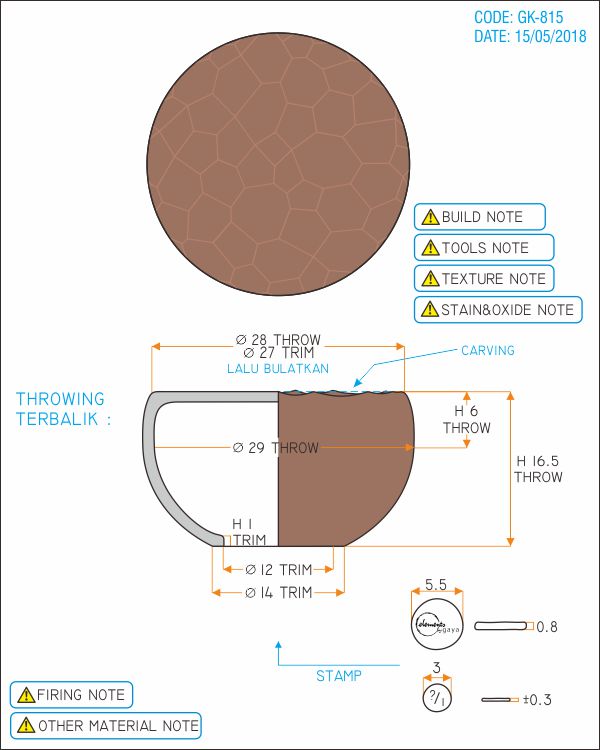 CODE: GK-815
DATE: 15/05/2018
BUILD NOTE
TOOLS NOTE
TEXTURE NOTE
STAIN&OXIDE NOTE
Ø 28 THROW
Ø 27 TRIM
LALU BULATKAN
CARVING
THROWING
TERBALIK :
H 6
THROW
Ø 29 THROW
H 16.5
THROW
H 1
TRIM
Ø 12 TRIM
Ø 14 TRIM
5.5
elements
by gaya
0.8
STAMP
3
?/1
±0.3
FIRING NOTE
OTHER MATERIAL NOTE